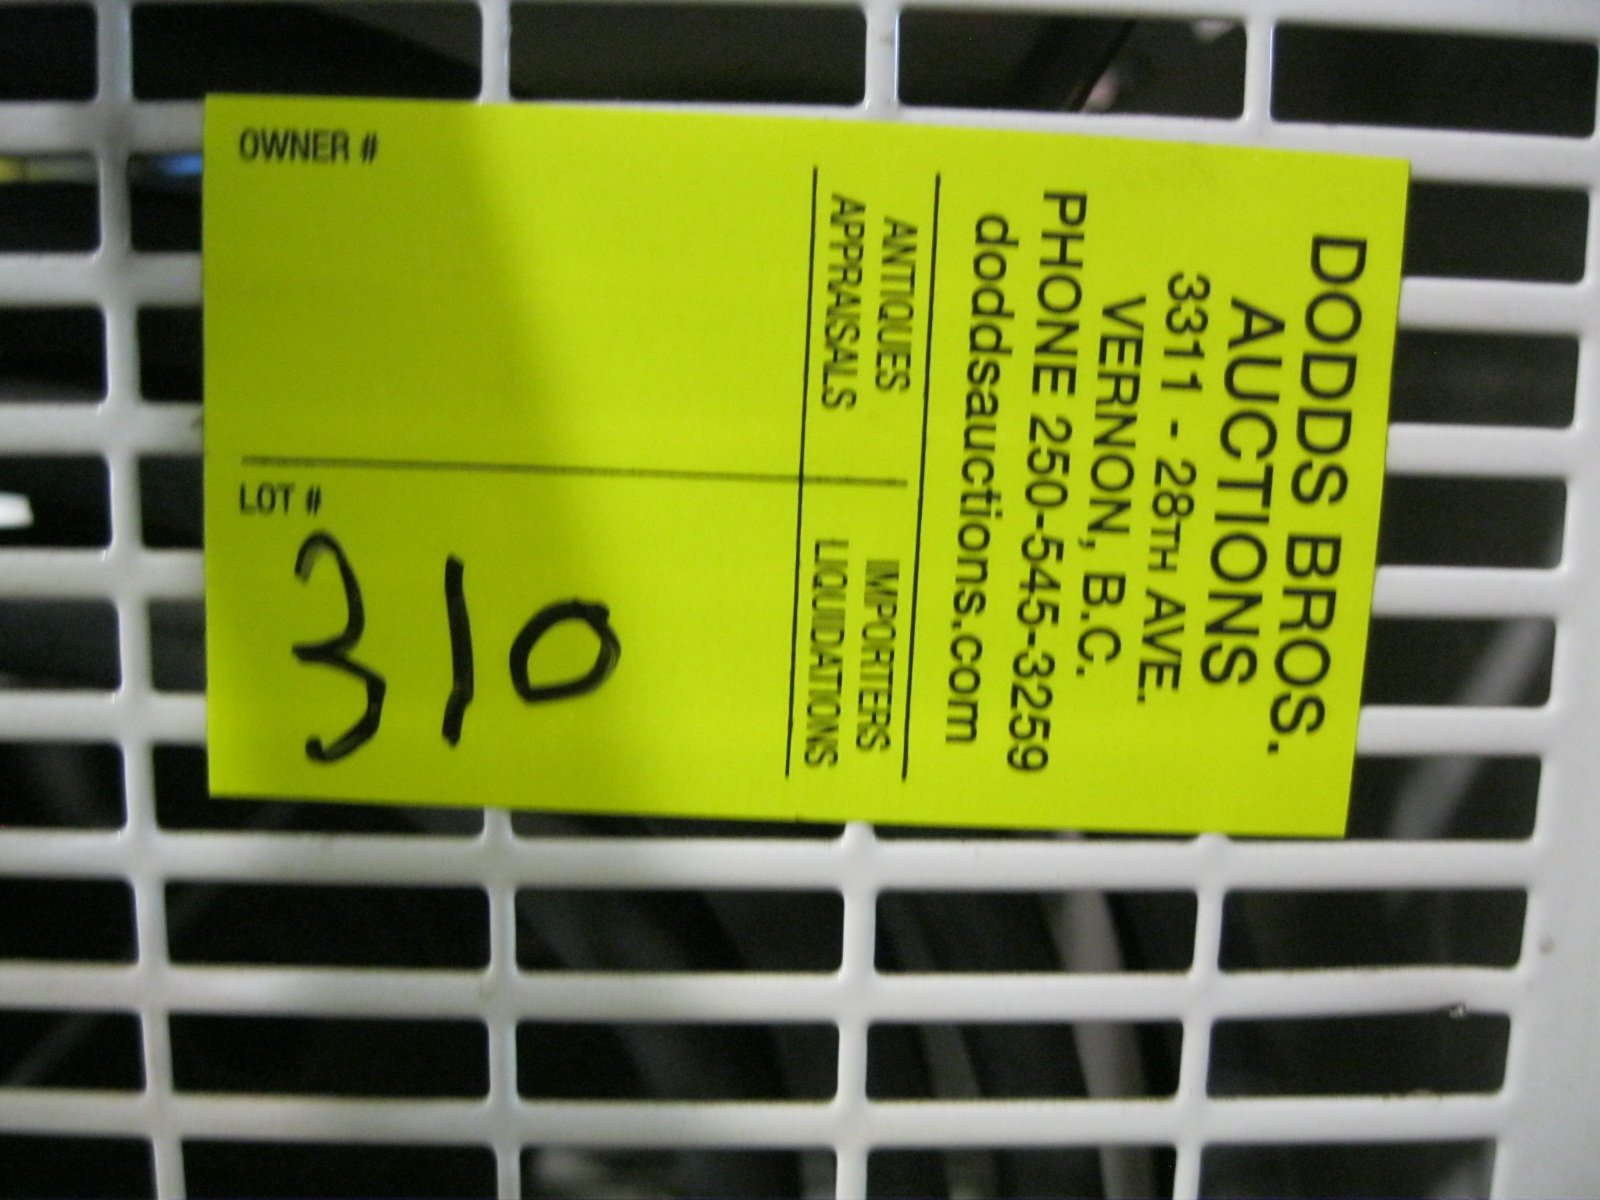 DODDS BROS.
AUCTIONS
3311 - 28TH AVE.
VERNON, B.C.
PHONE 250-545-3259
doddsauctions.com
ANTIQUES IMPORTERS
APPRAISALS LIQUIDATIONS
OWNER #
LOT #
310